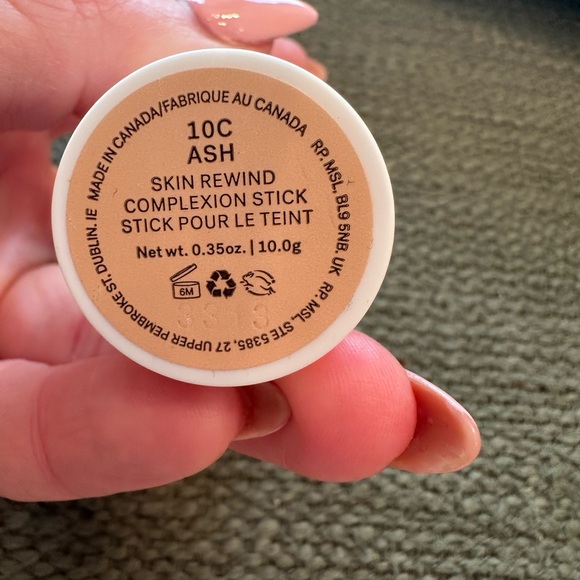 MADE IN CANADA/FABRIQUE AU CANADA
RP. MSL, BL9 5NB, UK
RP. MSL, STE 5385, 27 UPPER PEMBROKE ST, DUBLIN. IE
10C
ASH
SKIN REWIND
COMPLEXION STICK
STICK POUR LE TEINT
Net wt. 0.35oz. | 10.0g
6M